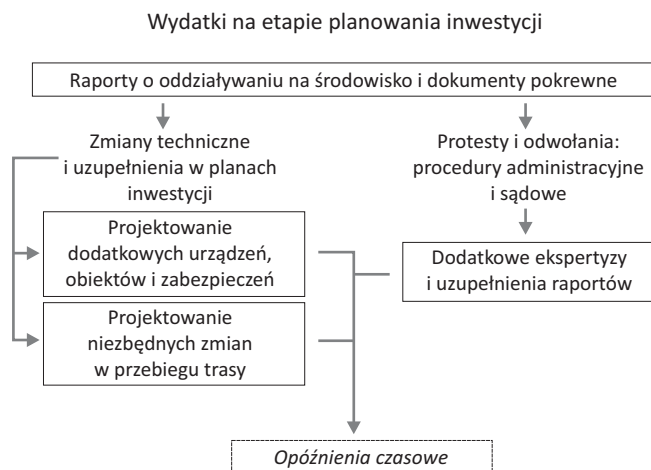 Wydatki na etapie planowania inwestycji
Raporty o oddziaływaniu na środowisko i dokumenty pokrewne
Zmiany techniczne
i uzupełnienia w planach
inwestycji
Protesty i odwołania:
procedury administracyjne
i sądowe
Projektowanie
dodatkowych urządzeń,
obiektów i zabezpieczeń
Dodatkowe ekspertyzy
i uzupełnienia raportów
Projektowanie
niezbędnych zmian
w przebiegu trasy
Opóźnienia czasowe